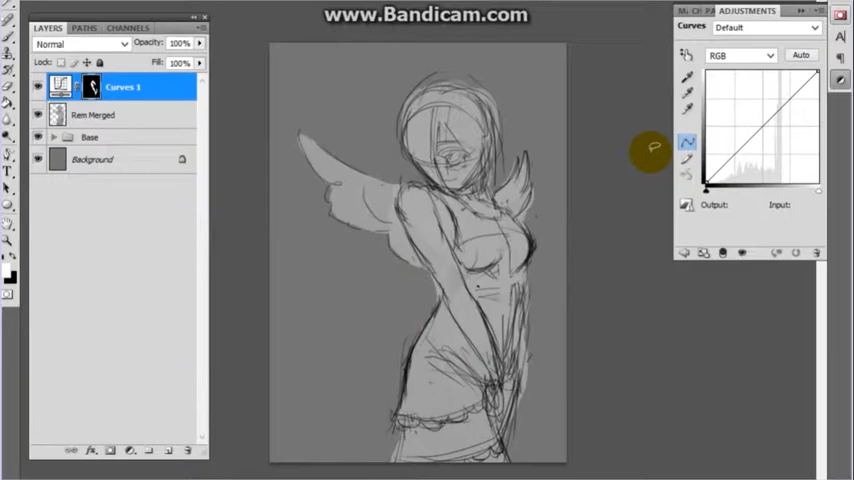 www.Bandicam.com
LAYERS PATHS CHANNELS
Normal Opacity: 100%
Lock: Fill: 100%
Curves 1
Rem Merged
Base
Background
fx
ADJUSTMENTS
Curves Default
RGB Auto
Output: Input: